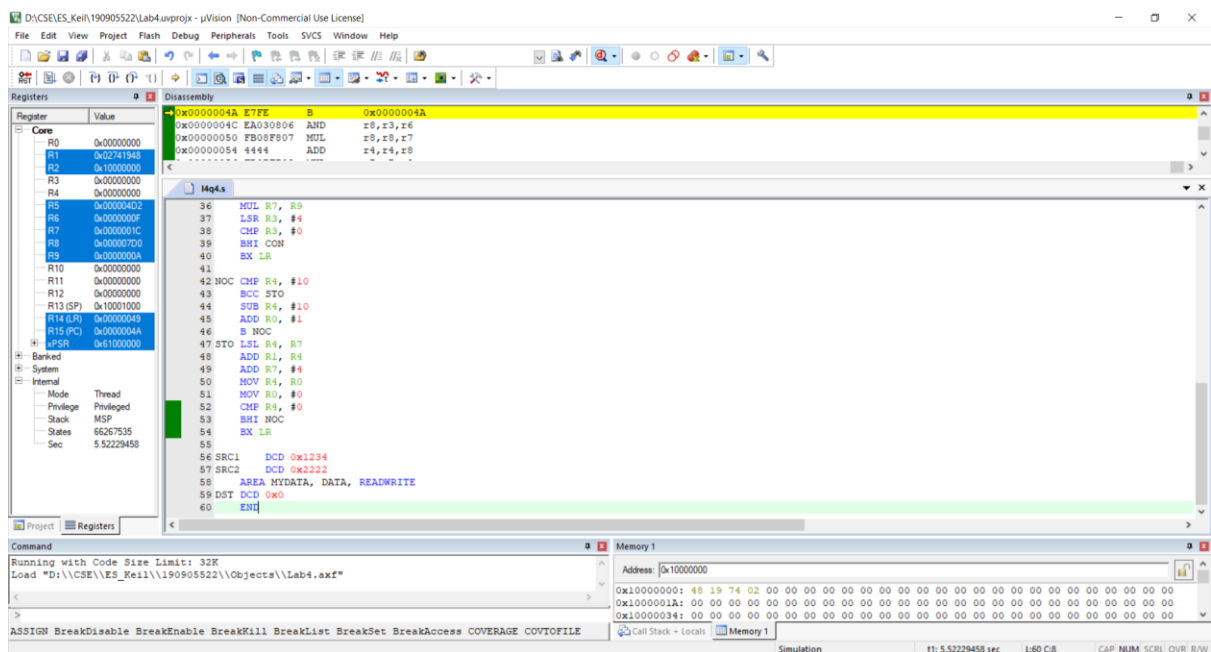 D:\CSE\ES_Keil\190905522\Lab4.uvprojx - µVision [Non-Commercial Use License]
File Edit View Project Flash Debug Peripherals Tools SVCS Window Help
Registers
Register Value
Core
R0 0x00000000
R1 0x02741948
R2 0x10000000
R3 0x00000000
R4 0x00000000
R5 0x000004D2
R6 0x0000000F
R7 0x0000001C
R8 0x000007D0
R9 0x0000000A
R10 0x00000000
R11 0x00000000
R12 0x00000000
R13 (SP) 0x10001000
R14 (LR) 0x00000049
R15 (PC) 0x0000004A
xPSR 0x61000000
Banked
System
Internal
Mode Thread
Privilege Privileged
Stack MSP
States 66267535
Sec 5.52229458
Project Registers
Disassembly
0x0000004A E7FE B 0x0000004A
0x0000004C EA030806 AND r8,r3,r6
0x00000050 FB08F807 MUL r8,r8,r7
0x00000054 4444 ADD r4,r4,r8
l4q4.s
36 MUL R7, R9
37 LSR R3, #4
38 CMP R3, #0
39 BHI CON
40 BX LR
41
42 NOC CMP R4, #10
43 BCC STO
44 SUB R4, #10
45 ADD R0, #1
46 B NOC
47 STO LSL R4, R7
48 ADD R1, R4
49 ADD R7, #4
50 MOV R4, R0
51 MOV R0, #0
52 CMP R4, #0
53 BHI NOC
54 BX LR
55
56 SRC1 DCD 0x1234
57 SRC2 DCD 0x2222
58 AREA MYDATA, DATA, READWRITE
59 DST DCD 0x0
60 END
Command
Running with Code Size Limit: 32K
Load "D:\\CSE\\ES_Keil\\190905522\\Objects\\Lab4.axf"
>
ASSIGN BreakDisable BreakEnable BreakKill BreakList BreakSet BreakAccess COVERAGE COVTOFILE
Memory 1
Address: 0x10000000
0x10000000: 48 19 74 02 00 00 00 00 00 00 00 00 00 00 00 00 00 00 00 00 00 00 00 00 00 00
0x1000001A: 00 00 00 00 00 00 00 00 00 00 00 00 00 00 00 00 00 00 00 00 00 00 00 00 00 00
0x10000034: 00 00 00 00 00 00 00 00 00 00 00 00 00 00 00 00 00 00 00 00 00 00 00 00 00 00
Call Stack + Locals Memory 1
Simulation t1: 5.52229458 sec L:60 C:8 CAP NUM SCRL OVR R/W